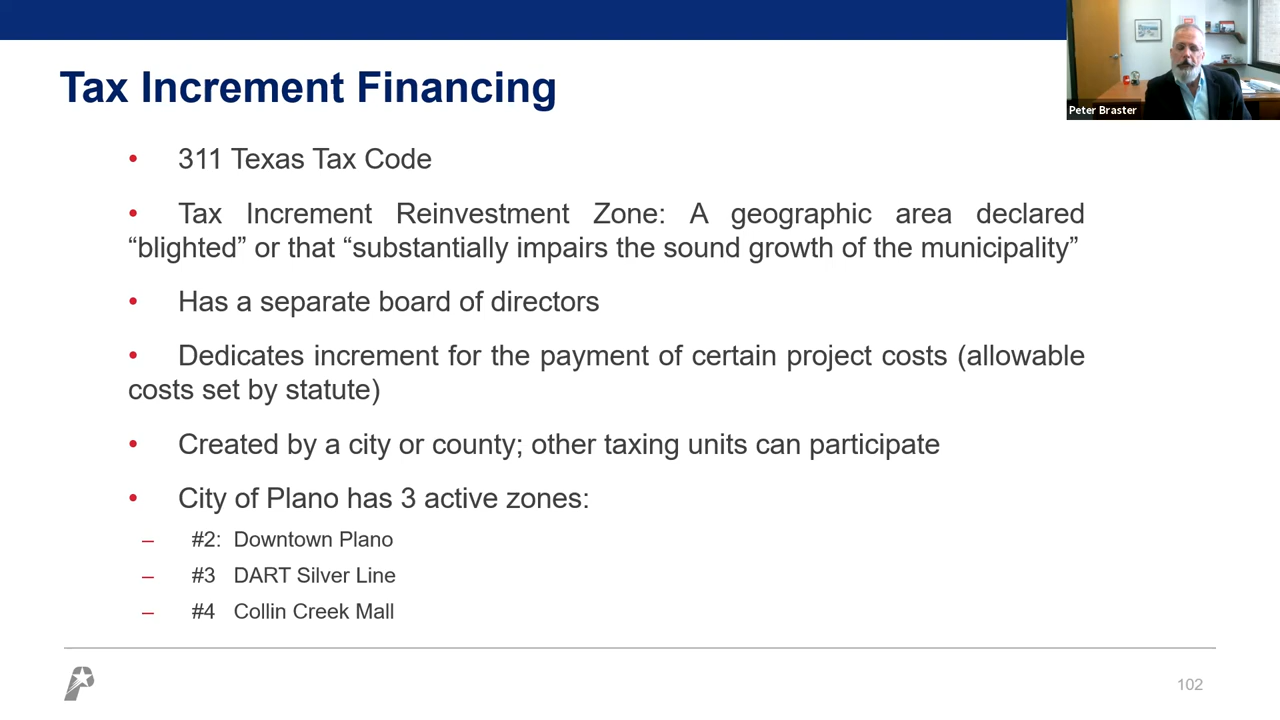 Tax Increment Financing
Peter Braster
• 311 Texas Tax Code
• Tax Increment Reinvestment Zone: A geographic area declared
“blighted” or that “substantially impairs the sound growth of the municipality”
• Has a separate board of directors
• Dedicates increment for the payment of certain project costs (allowable
costs set by statute)
• Created by a city or county; other taxing units can participate
• City of Plano has 3 active zones:
– #2: Downtown Plano
– #3 DART Silver Line
– #4 Collin Creek Mall
102